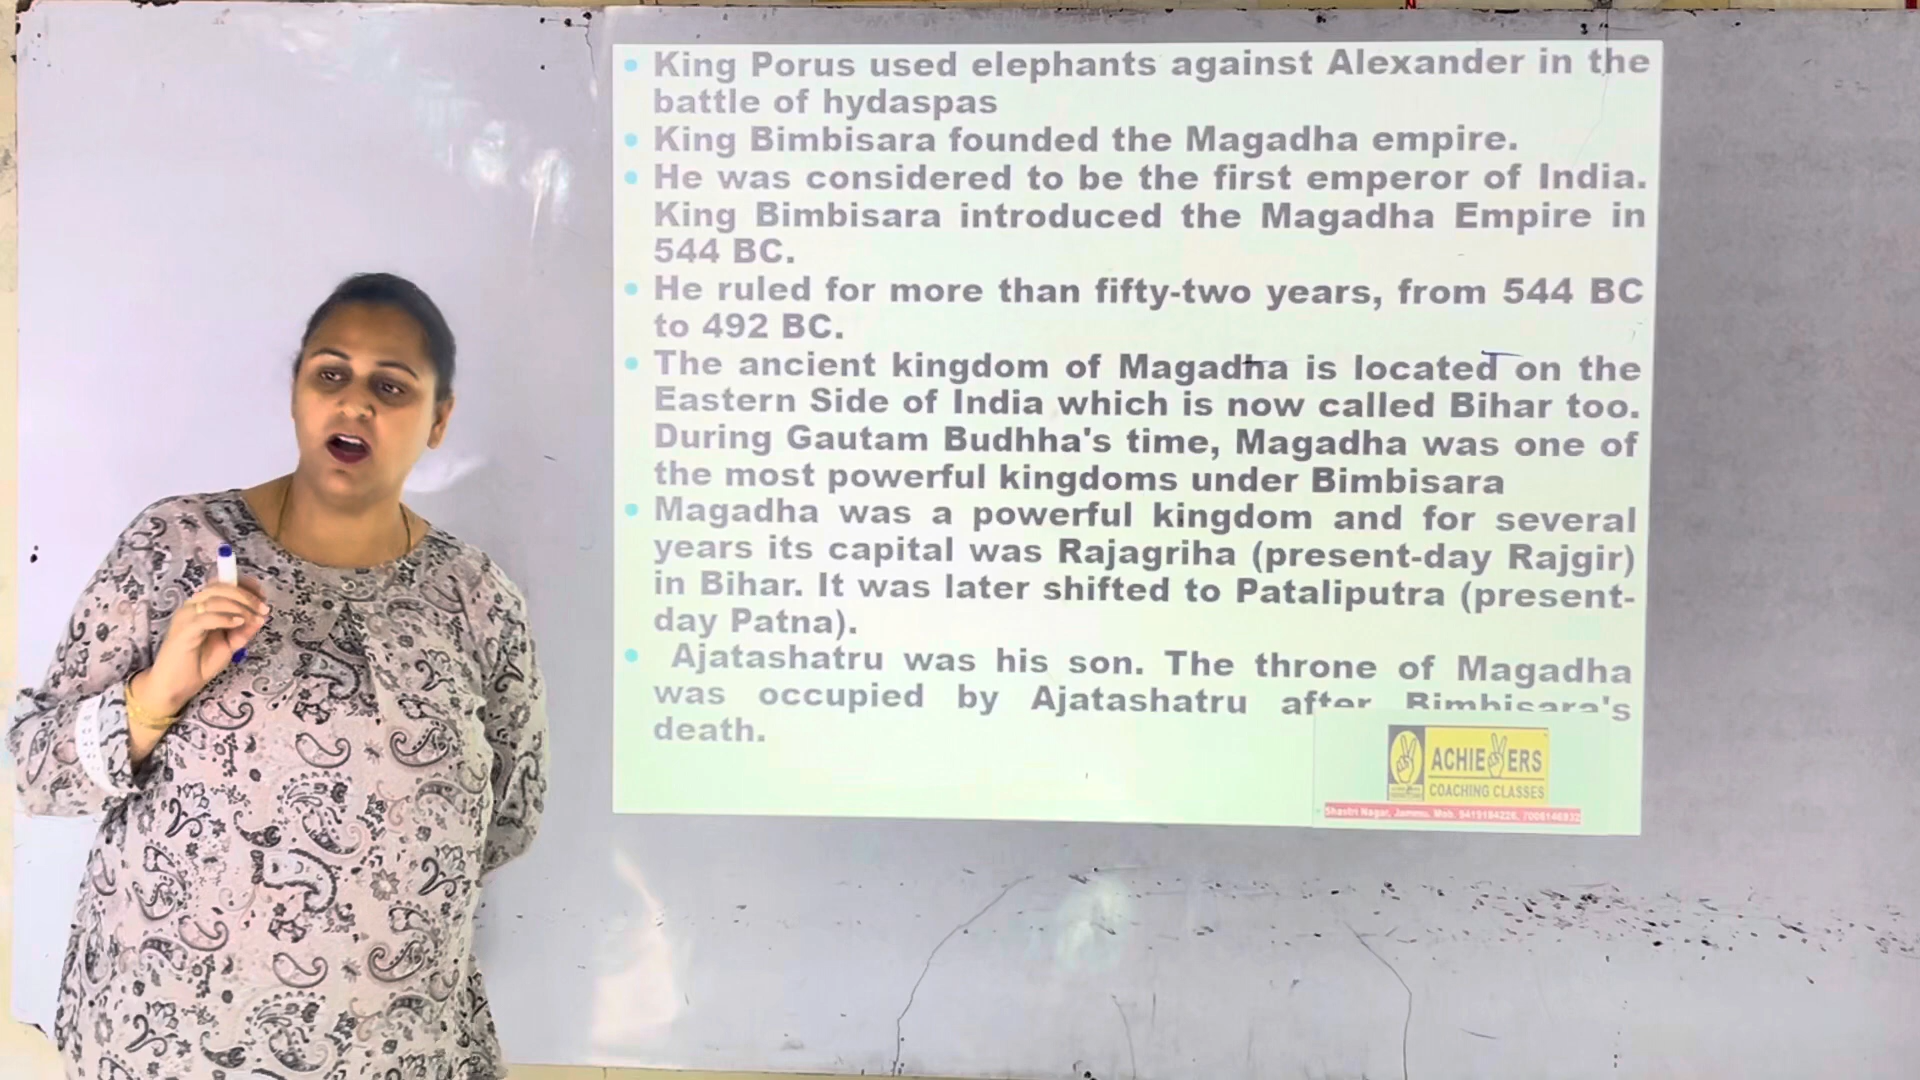 • King Porus used elephants against Alexander in the
battle of hydaspas
• King Bimbisara founded the Magadha empire.
• He was considered to be the first emperor of India.
King Bimbisara introduced the Magadha Empire in
544 BC.
• He ruled for more than fifty-two years, from 544 BC
to 492 BC.
• The ancient kingdom of Magadha is located on the
Eastern Side of India which is now called Bihar too.
During Gautam Budhha's time, Magadha was one of
the most powerful kingdoms under Bimbisara
• Magadha was a powerful kingdom and for several
years its capital was Rajagriha (present-day Rajgir)
in Bihar. It was later shifted to Pataliputra (present-
day Patna).
• Ajatashatru was his son. The throne of Magadha
was occupied by Ajatashatru after Bimbisara's
death.
ACHIEVERS
COACHING CLASSES
Shastri Nagar, Jammu. Mob. 9419184226, 7006146932